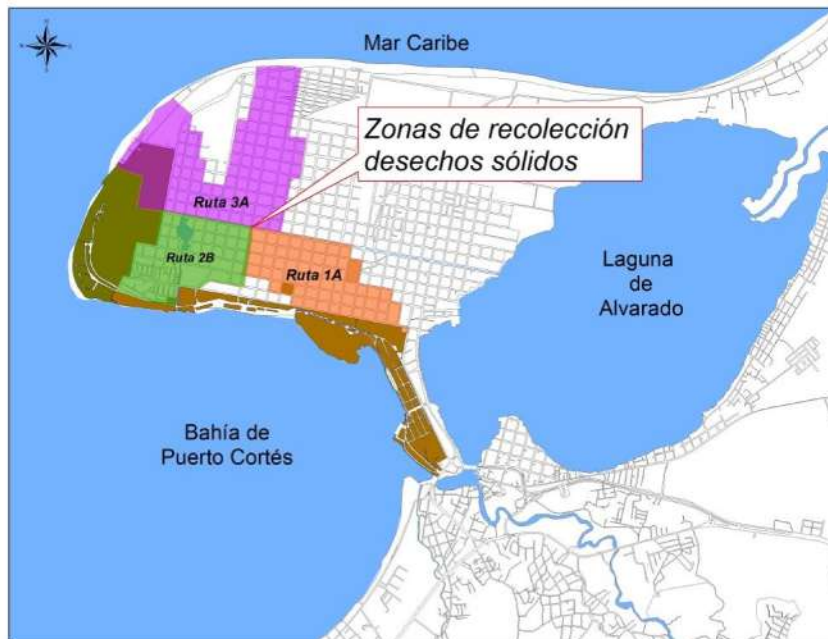 Mar Caribe
Zonas de recolección
desechos sólidos
Ruta 3A
Ruta 2B
Ruta 1A
Laguna
de
Alvarado
Bahía de
Puerto Cortés